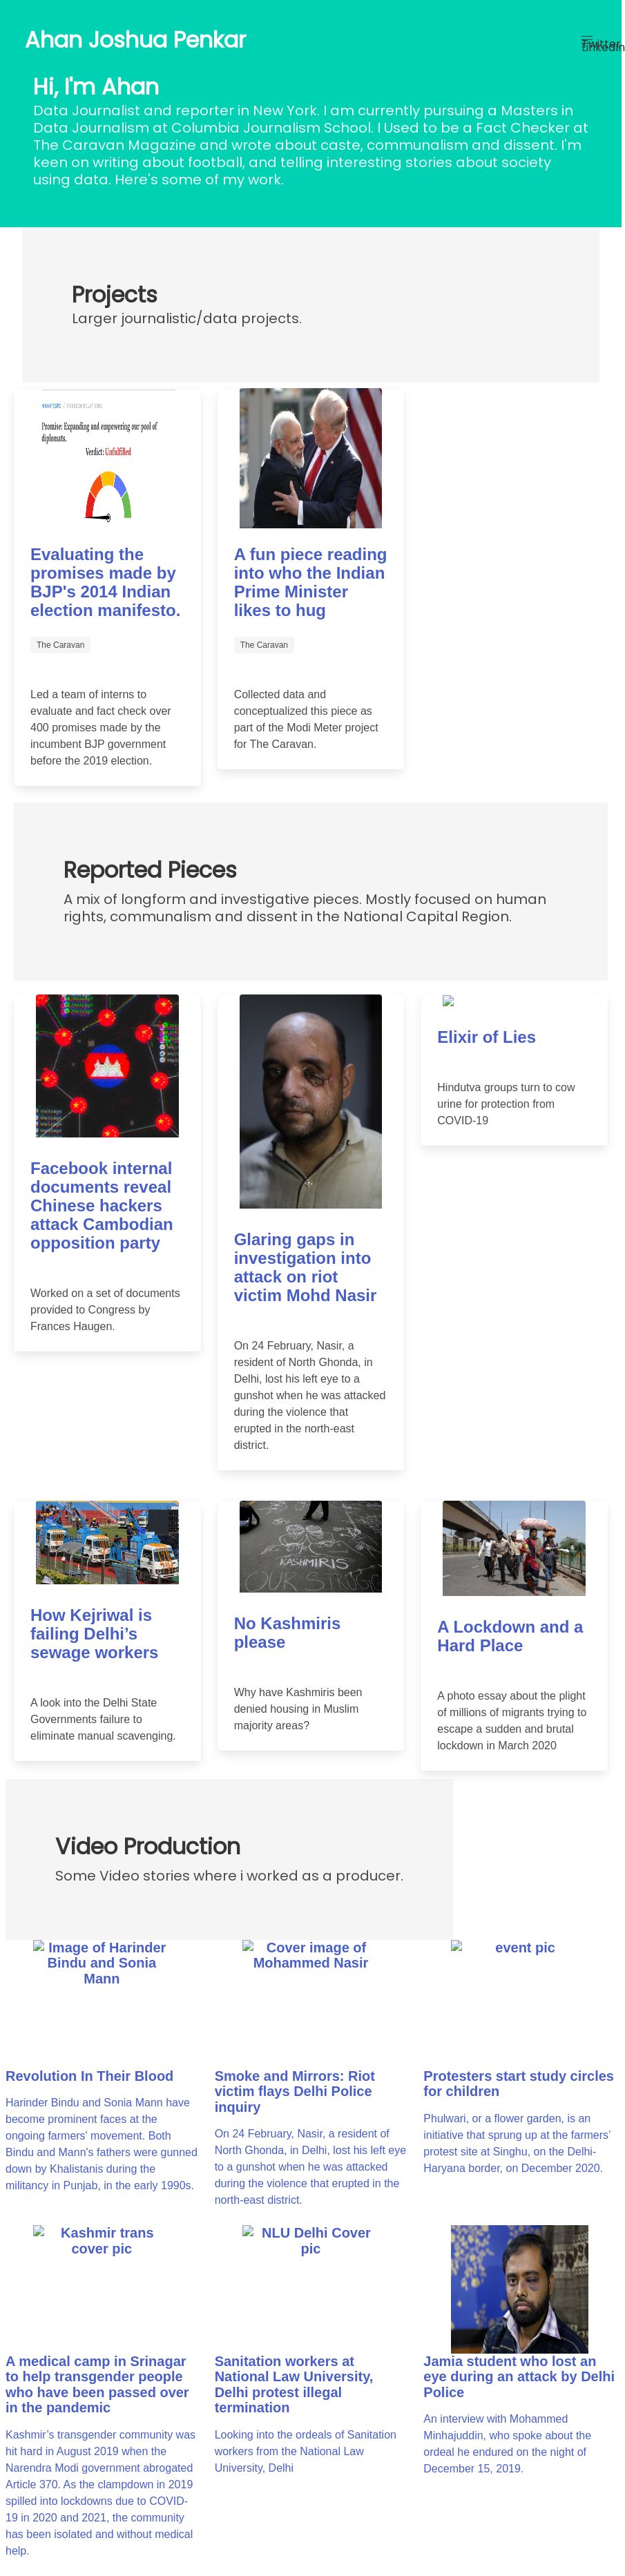 Ahan Joshua Penkar
Twitter
LinkedIn
Hi, I'm Ahan
Data Journalist and reporter in New York. I am currently pursuing a Masters in
Data Journalism at Columbia Journalism School. I Used to be a Fact Checker at
The Caravan Magazine and wrote about caste, communalism and dissent. I'm
keen on writing about football, and telling interesting stories about society
using data. Here's some of my work.
Projects
Larger journalistic/data projects.
Promise: Expanding and empowering our pool of
diplomats.
Verdict: Unfulfilled
Evaluating the
promises made by
BJP's 2014 Indian
election manifesto.
The Caravan
Led a team of interns to
evaluate and fact check over
400 promises made by the
incumbent BJP government
before the 2019 election.
A fun piece reading
into who the Indian
Prime Minister
likes to hug
The Caravan
Collected data and
conceptualized this piece as
part of the Modi Meter project
for The Caravan.
Reported Pieces
A mix of longform and investigative pieces. Mostly focused on human
rights, communalism and dissent in the National Capital Region.
Facebook internal
documents reveal
Chinese hackers
attack Cambodian
opposition party
Worked on a set of documents
provided to Congress by
Frances Haugen.
Glaring gaps in
investigation into
attack on riot
victim Mohd Nasir
On 24 February, Nasir, a
resident of North Ghonda, in
Delhi, lost his left eye to a
gunshot when he was attacked
during the violence that
erupted in the north-east
district.
Elixir of Lies
Hindutva groups turn to cow
urine for protection from
COVID-19
How Kejriwal is
failing Delhi’s
sewage workers
A look into the Delhi State
Governments failure to
eliminate manual scavenging.
KASHMIRIS
No Kashmiris
please
Why have Kashmiris been
denied housing in Muslim
majority areas?
A Lockdown and a
Hard Place
A photo essay about the plight
of millions of migrants trying to
escape a sudden and brutal
lockdown in March 2020
Video Production
Some Video stories where i worked as a producer.
Image of Harinder
Bindu and Sonia
Mann
Revolution In Their Blood
Harinder Bindu and Sonia Mann have
become prominent faces at the
ongoing farmers' movement. Both
Bindu and Mann's fathers were gunned
down by Khalistanis during the
militancy in Punjab, in the early 1990s.
Cover image of
Mohammed Nasir
Smoke and Mirrors: Riot
victim flays Delhi Police
inquiry
On 24 February, Nasir, a resident of
North Ghonda, in Delhi, lost his left eye
to a gunshot when he was attacked
during the violence that erupted in the
north-east district.
event pic
Protesters start study circles
for children
Phulwari, or a flower garden, is an
initiative that sprung up at the farmers’
protest site at Singhu, on the Delhi-
Haryana border, on December 2020.
Kashmir trans
cover pic
A medical camp in Srinagar
to help transgender people
who have been passed over
in the pandemic
Kashmir’s transgender community was
hit hard in August 2019 when the
Narendra Modi government abrogated
Article 370. As the clampdown in 2019
spilled into lockdowns due to COVID-
19 in 2020 and 2021, the community
has been isolated and without medical
help.
NLU Delhi Cover
pic
Sanitation workers at
National Law University,
Delhi protest illegal
termination
Looking into the ordeals of Sanitation
workers from the National Law
University, Delhi
Jamia student who lost an
eye during an attack by Delhi
Police
An interview with Mohammed
Minhajuddin, who spoke about the
ordeal he endured on the night of
December 15, 2019.